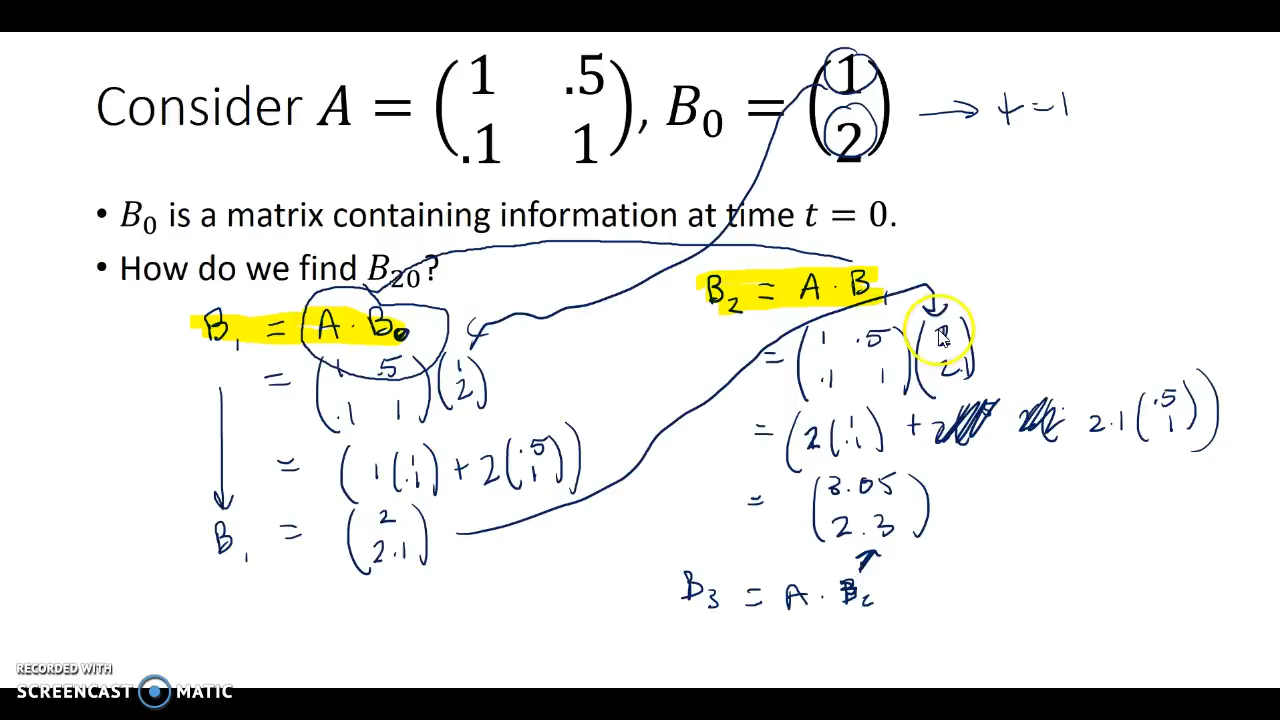 Consider A = (1 .5 .1 1), B₀ = (1 2) → t = 1
• B₀ is a matrix containing information at time t = 0.
• How do we find B₂₀?
B₁ = A · B₀
= (1 .5 .1 1)(1 2)
= (1(1 .1) + 2(.5 1))
B₁ = (2 2.1)
B₂ = A · B₁
= (1 .5 .1 1)(2 2.1)
= (2(1 .1) + 2.1(.5 1))
= (3.05 2.3)
B₃ = A · B₂
RECORDED WITH
SCREENCAST MATIC